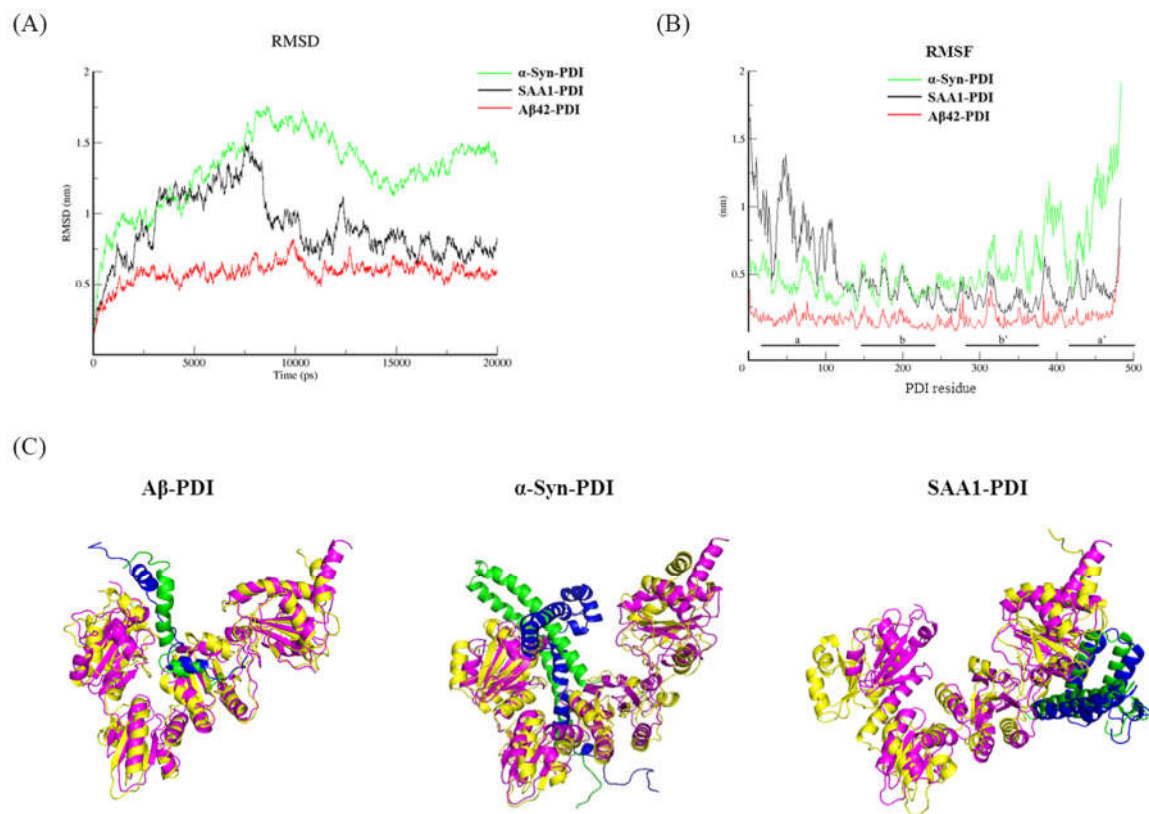 (A)
RMSD
α-Syn-PDI
SAA1-PDI
Aβ42-PDI
2
1.5
1
0.5
RMSD (nm)
0
5000
10000
15000
20000
Time (ps)
(B)
RMSF
α-Syn-PDI
SAA1-PDI
Aβ42-PDI
2
1.5
1
0.5
(nm)
a
b
b'
a'
0
100
200
300
400
500
PDI residue
(C)
Aβ-PDI
α-Syn-PDI
SAA1-PDI